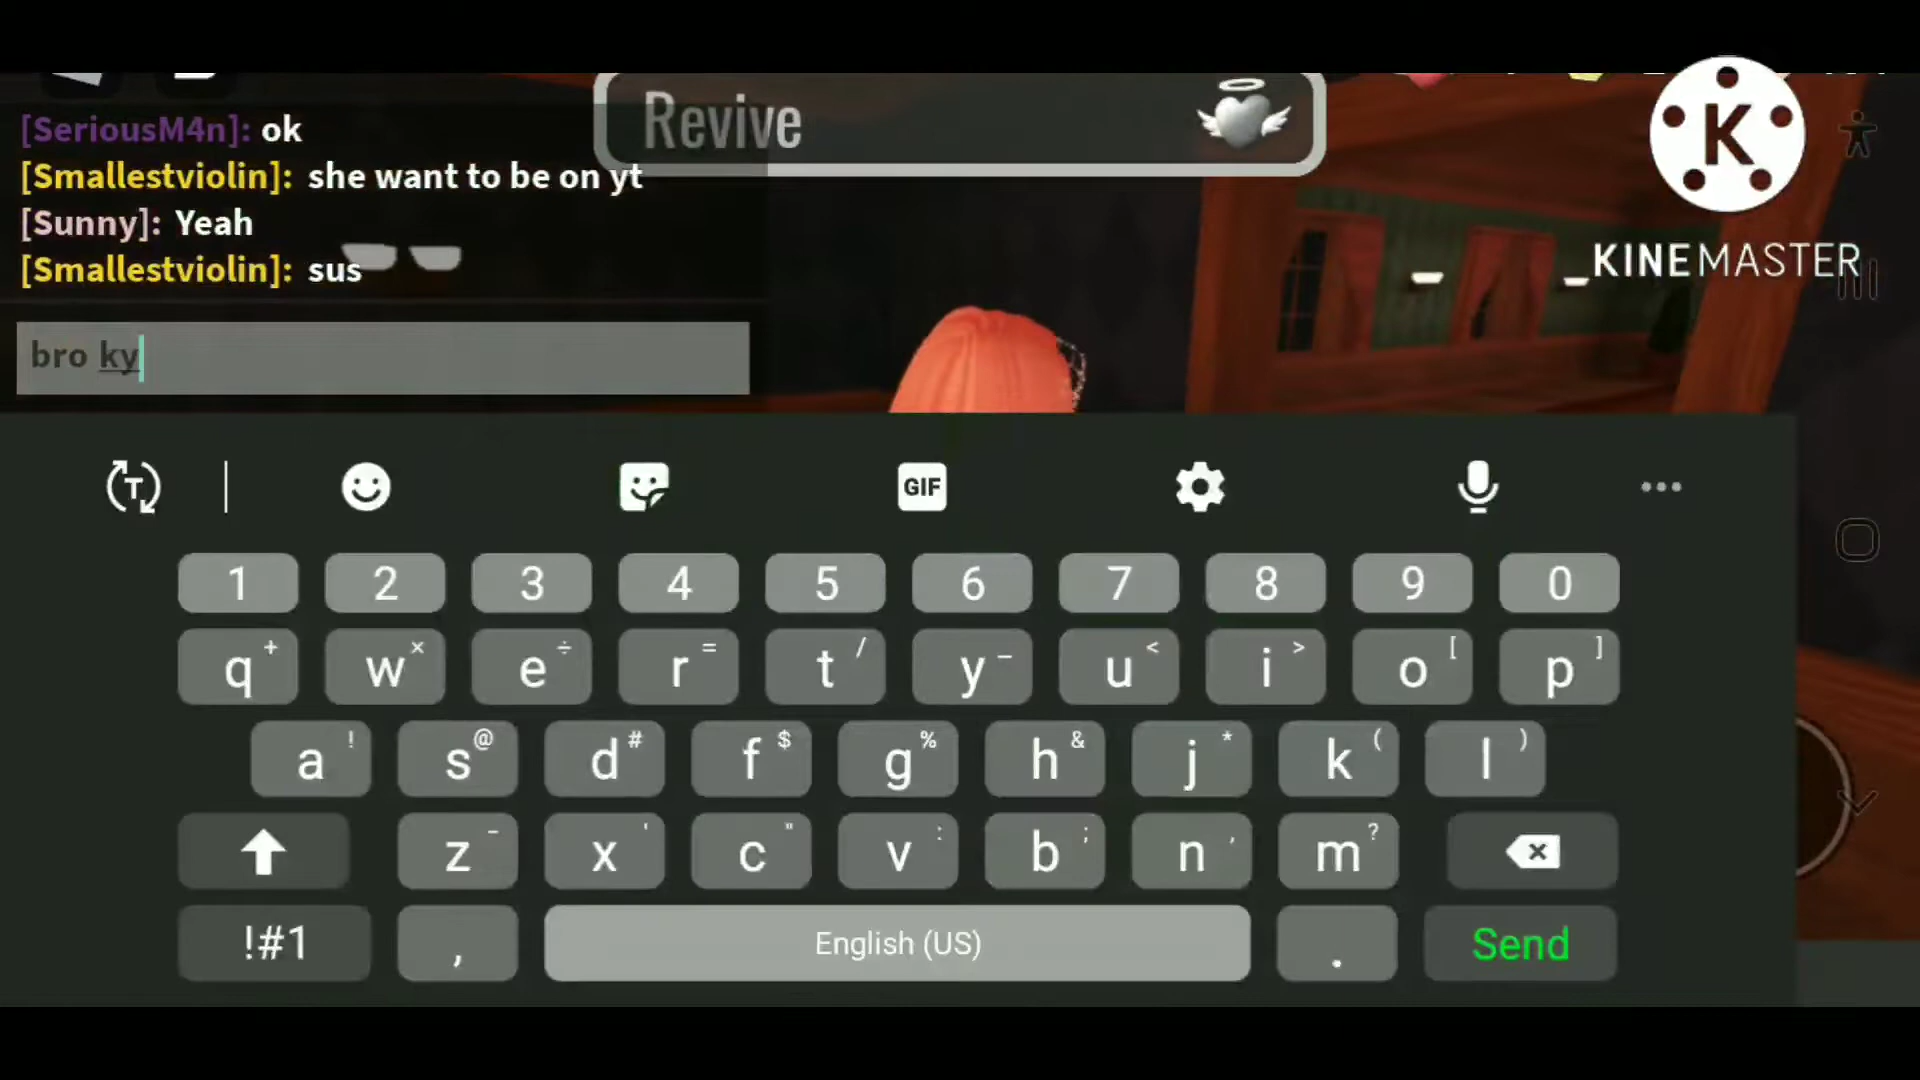 Revive
[SeriousM4n]: ok
[Smallestviolin]: she want to be on yt
[Sunny]: Yeah
[Smallestviolin]: sus
bro ky
K
KINEMASTER
T
GIF
1 2 3 4 5 6 7 8 9 0
q + w × e ÷ r = t / y _ u < i > o [ p ]
a ! s @ d # f $ g % h & j * k ( l )
z - x ' c " v : b ; n , m ?
!#1 , English (US) . Send